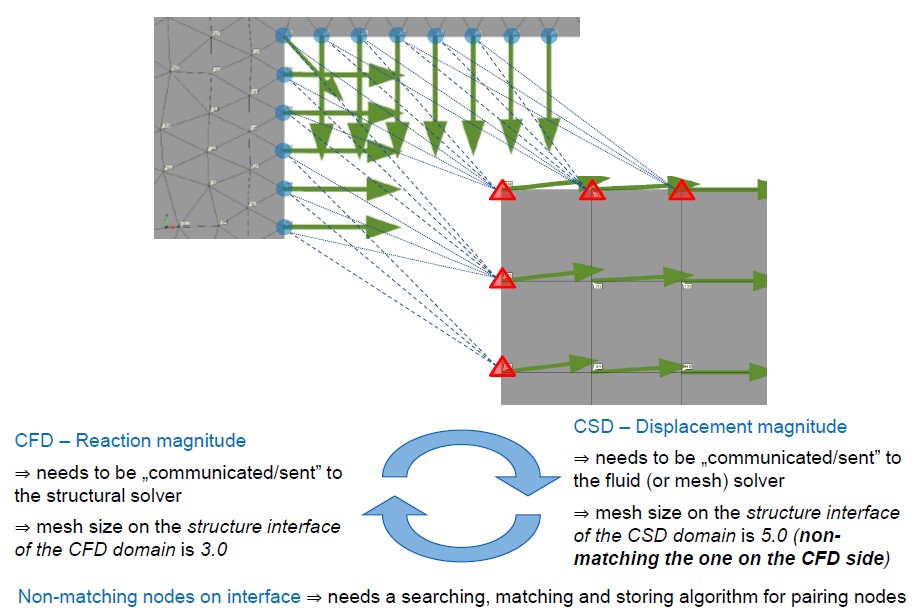 CFD – Reaction magnitude
⇒ needs to be „communicated/sent” to
the structural solver
⇒ mesh size on the structure interface
of the CFD domain is 3.0
CSD – Displacement magnitude
⇒ needs to be „communicated/sent” to
the fluid (or mesh) solver
⇒ mesh size on the structure interface
of the CSD domain is 5.0 (non-
matching the one on the CFD side)
Non-matching nodes on interface ⇒ needs a searching, matching and storing algorithm for pairing nodes